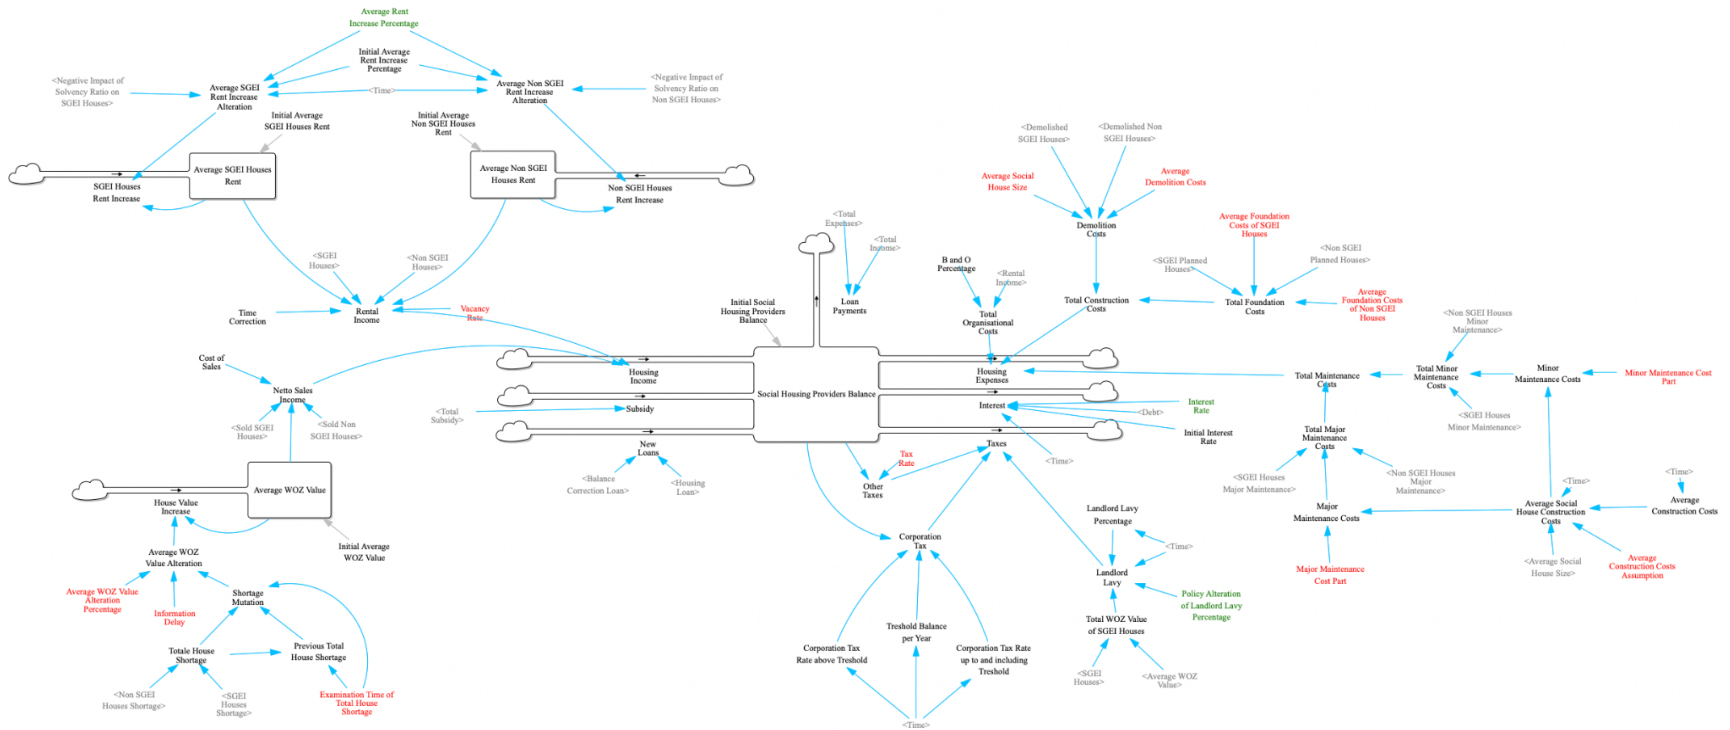 Average Rent
Increase Percentage
Initial Average
Rent Increase
Perentage
<Negative Impact of
Solvency Ratio on
SGEI Houses>
Average SGEI
Rent Increase
Alteration
<Time>
Average Non SGEI
Rent Increase
Alteration
<Negative Impact of
Solvency Ratio on
Non SGEI Houses>
Initial Average
SGEI Houses Rent
Initial Average
Non SGEI Houses
Rent
Average SGEI Houses
Rent
SGEI Houses
Rent Increase
Average Non SGEI
Houses Rent
Non SGEI Houses
Rent Increase
<SGEI
Houses>
<Non SGEI
Houses>
Time
Correction
Rental
Income
Vacancy
Rate
Cost of
Sales
Netto Sales
Income
<Sold SGEI
Houses>
<Sold Non
SGEI Houses>
Average WOZ Value
House Value
Increase
Initial Average
WOZ Value
Average WOZ
Value Alteration
Average WOZ Value
Alteration
Percentage
Information
Delay
Shortage
Mutation
Totale House
Shortage
Previous Total
House Shortage
<Non SGEI
Houses Shortage>
<SGEI
Houses
Shortage>
Examination Time of
Total House
Shortage
<Total
Expenses>
<Total
Income>
Loan
Payments
Initial Social
Housing Providers
Balance
Social Housing Providers Balance
Housing
Income
<Total
Subsidy>
Subsidy
New
Loans
<Balance
Correction Loan>
<Housing
Loan>
B and O
Percentage
<Rental
Income>
Total
Organisational
Costs
Housing
Expenses
Interest
Interest
Rate
<Debt>
Initial Interest
Rate
<Time>
Taxes
Tax
Rate
Other
Taxes
Corporation
Tax
Corporation Tax
Rate above Treshold
Treshold Balance
per Year
Corporation Tax Rate
up to and including
Treshold
<Time>
Landlord Levy
Percentage
<Time>
Landlord
Levy
Policy Alteration
of Landlord Levy
Percentage
Total WOZ Value
of SGEI Houses
<SGEI
Houses>
<Average WOZ
Value>
<Demolished
SGEI Houses>
<Demolished Non
SGEI Houses>
Average Social
House Size
Average
Demolition Costs
Demolition
Costs
Average Foundation
Costs of SGEI
Houses
<SGEI Planned
Houses>
<Non SGEI
Planned Houses>
Total Construction
Costs
Total Foundation
Costs
Average
Foundation Costs
of Non SGEI
Houses
<Non SGEI Houses
Minor
Maintenance>
Total Maintenance
Costs
Total Minor
Maintenance
Costs
Minor
Maintenance Costs
Minor Maintenance Cost
Part
<SGEI Houses
Minor Maintenance>
Total Major
Maintenance
Costs
<SGEI Houses
Major Maintenance>
<Non SGEI Houses
Major
Maintenance>
Major
Maintenance Costs
Major Maintenance
Cost Part
<Time>
Average Social
House Construction
Costs
<Time>
Average
Construction Costs
<Average Social
House Size>
Average
Construction Costs
Assumption